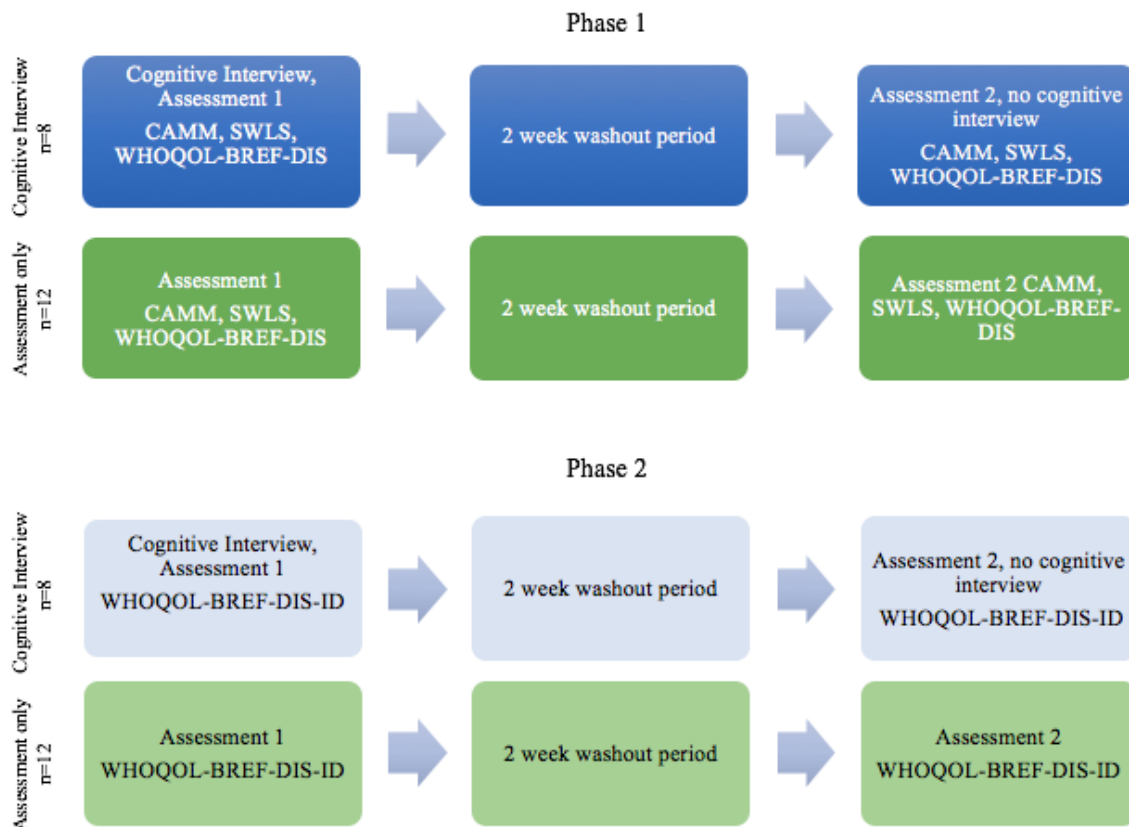 Phase 1
Cognitive Interview
n=8
Cognitive Interview,
Assessment 1
CAMM, SWLS,
WHOQOL-BREF-DIS
2 week washout period
Assessment 2, no cognitive
interview
CAMM, SWLS,
WHOQOL-BREF-DIS
Assessment only
n=12
Assessment 1
CAMM, SWLS,
WHOQOL-BREF-DIS
2 week washout period
Assessment 2 CAMM,
SWLS, WHOQOL-BREF-
DIS
Phase 2
Cognitive Interview
n=8
Cognitive Interview,
Assessment 1
WHOQOL-BREF-DIS-ID
2 week washout period
Assessment 2, no cognitive
interview
WHOQOL-BREF-DIS-ID
Assessment only
n=12
Assessment 1
WHOQOL-BREF-DIS-ID
2 week washout period
Assessment 2
WHOQOL-BREF-DIS-ID